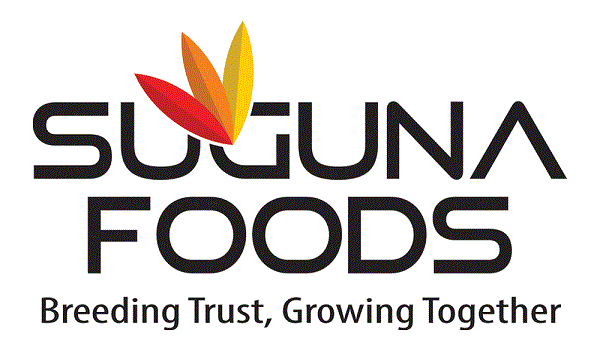 SUGUNA
FOODS
Breeding Trust, Growing Together